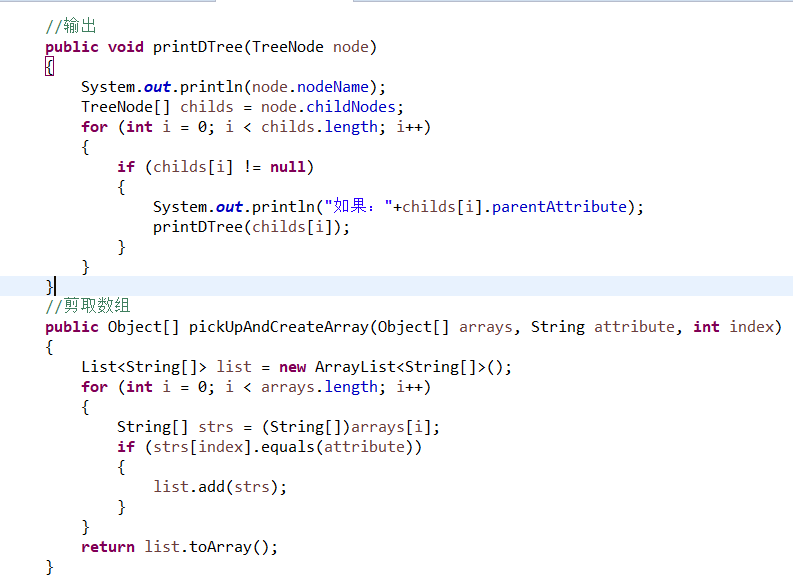 //输出
public void printDTree(TreeNode node)
{
    System.out.println(node.nodeName);
    TreeNode[] childs = node.childNodes;
    for (int i = 0; i < childs.length; i++)
    {
        if (childs[i] != null)
        {
            System.out.println("如果："+childs[i].parentAttribute);
            printDTree(childs[i]);
        }
    }
}
//剪取数组
public Object[] pickUpAndCreateArray(Object[] arrays, String attribute, int index)
{
    List<String[]> list = new ArrayList<String[]>();
    for (int i = 0; i < arrays.length; i++)
    {
        String[] strs = (String[])arrays[i];
        if (strs[index].equals(attribute))
        {
            list.add(strs);
        }
    }
    return list.toArray();
}